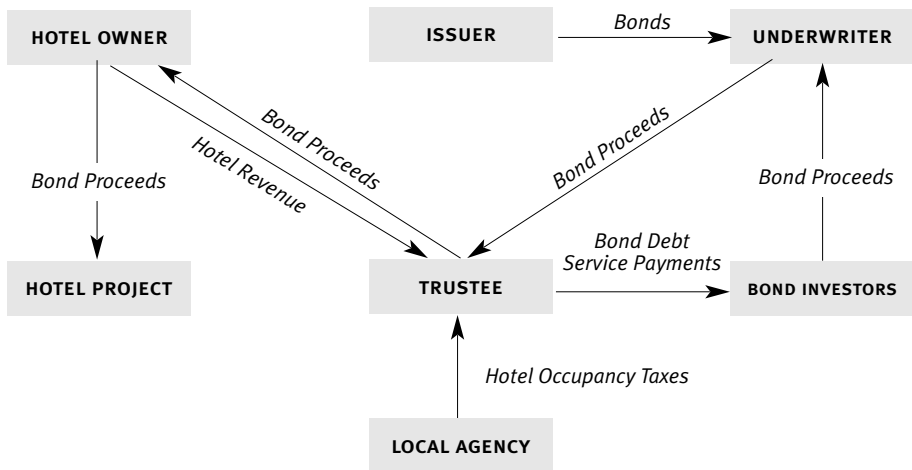 HOTEL OWNER
ISSUER
Bonds
UNDERWRITER
Bond Proceeds
Hotel Revenue
Bond Proceeds
Bond Proceeds
Bond Proceeds
HOTEL PROJECT
TRUSTEE
Bond Debt
Service Payments
BOND INVESTORS
Hotel Occupancy Taxes
LOCAL AGENCY